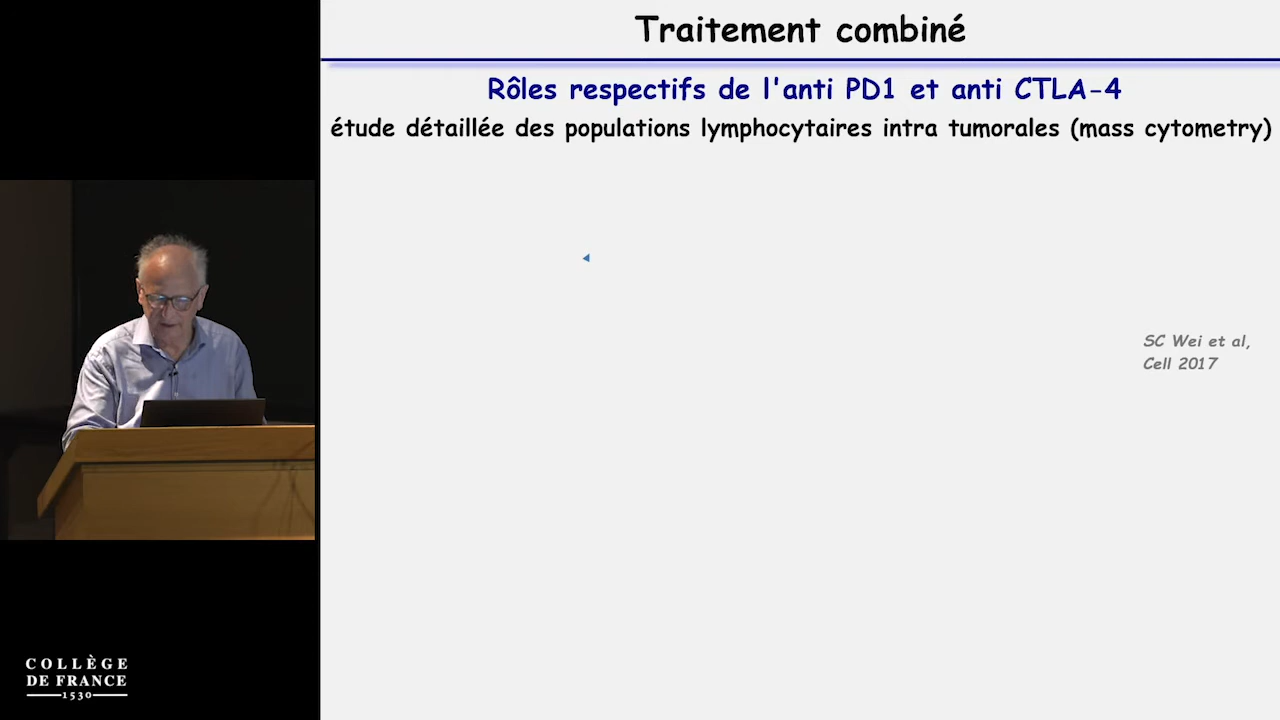 Traitement combiné
Rôles respectifs de l'anti PD1 et anti CTLA-4
étude détaillée des populations lymphocytaires intra tumorales (mass cytometry)
SC Wei et al,
Cell 2017
COLLÈGE
DE FRANCE
1530